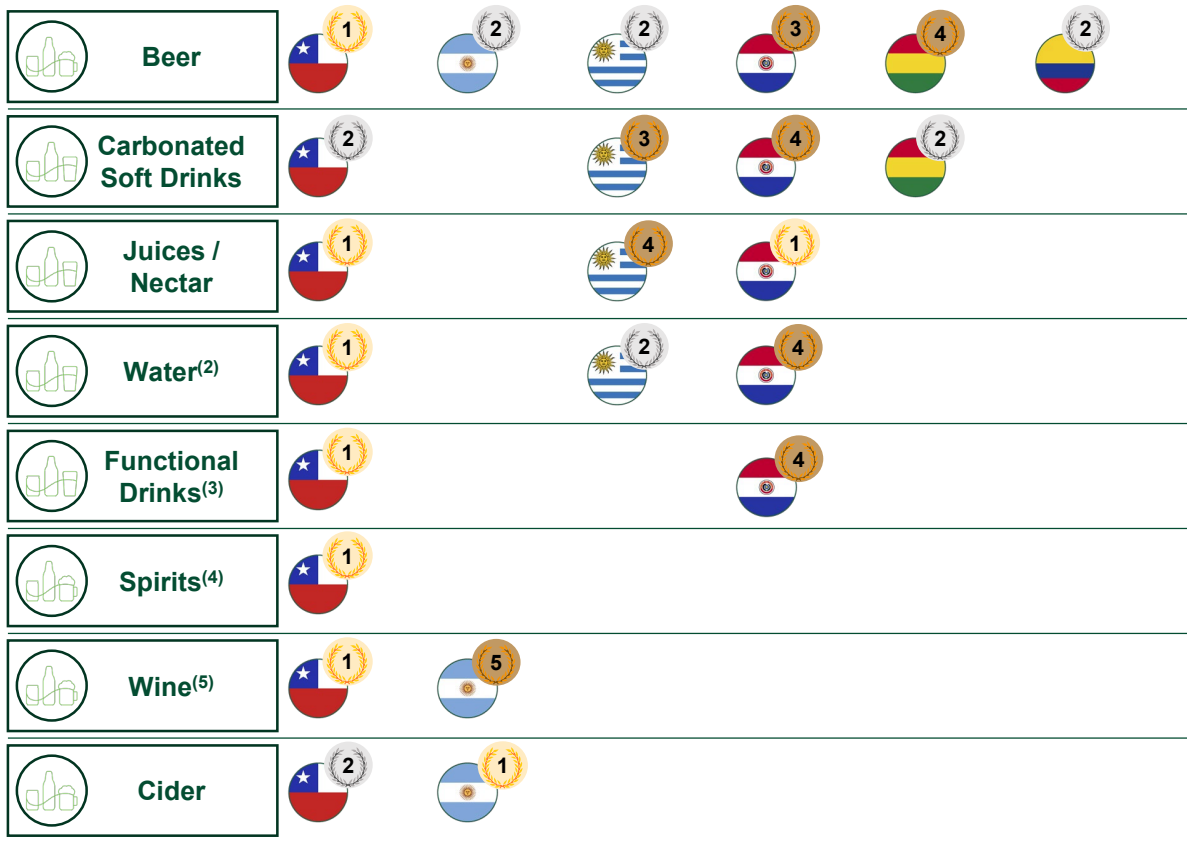 Beer 1 2 2 3 4 2
Carbonated
Soft Drinks 2 3 4 2
Juices /
Nectar 1 4 1
Water(2) 1 2 4
Functional
Drinks(3) 1 4
Spirits(4) 1
Wine(5) 1 5
Cider 2 1